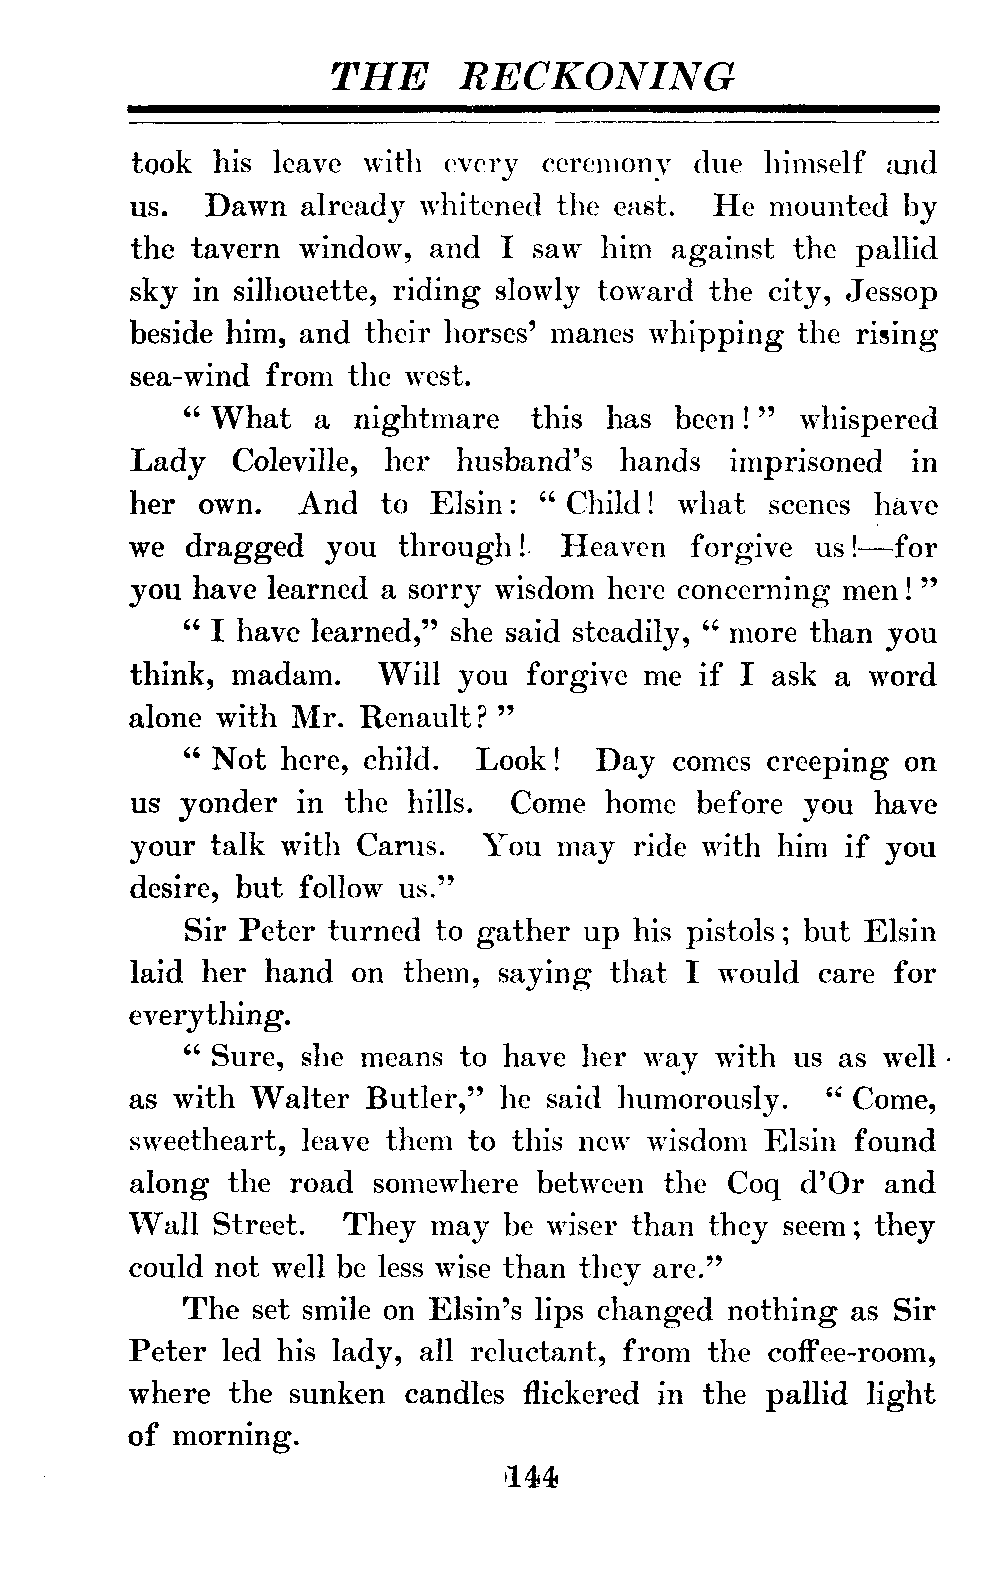 THE RECKONING
took his leave with every ceremony due himself and
us. Dawn already whitened the east. He mounted by
the tavern window, and I saw him against the pallid
sky in silhouette, riding slowly toward the city, Jessop
beside him, and their horses' manes whipping the rising
sea-wind from the west.
“ What a nightmare this has been! ” whispered
Lady Coleville, her husband's hands imprisoned in
her own. And to Elsin: “ Child! what scenes have
we dragged you through! Heaven forgive us!—for
you have learned a sorry wisdom here concerning men! ”
“ I have learned,” she said steadily, “ more than you
think, madam. Will you forgive me if I ask a word
alone with Mr. Renault? ”
“ Not here, child. Look! Day comes creeping on
us yonder in the hills. Come home before you have
your talk with Carus. You may ride with him if you
desire, but follow us.”
Sir Peter turned to gather up his pistols; but Elsin
laid her hand on them, saying that I would care for
everything.
“ Sure, she means to have her way with us as well
as with Walter Butler,” he said humorously. “ Come,
sweetheart, leave them to this new wisdom Elsin found
along the road somewhere between the Coq d'Or and
Wall Street. They may be wiser than they seem; they
could not well be less wise than they are.”
The set smile on Elsin's lips changed nothing as Sir
Peter led his lady, all reluctant, from the coffee-room,
where the sunken candles flickered in the pallid light
of morning.
144